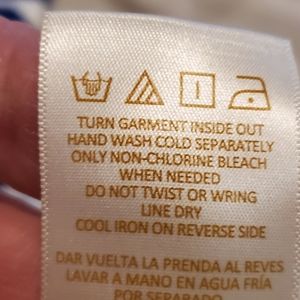 TURN GARMENT INSIDE OUT
HAND WASH COLD SEPARATELY
ONLY NON-CHLORINE BLEACH
WHEN NEEDED
DO NOT TWIST OR WRING
LINE DRY
COOL IRON ON REVERSE SIDE
DAR VUELTA LA PRENDA AL REVES
LAVAR A MANO EN AGUA FRÍA
POR SEPARADO